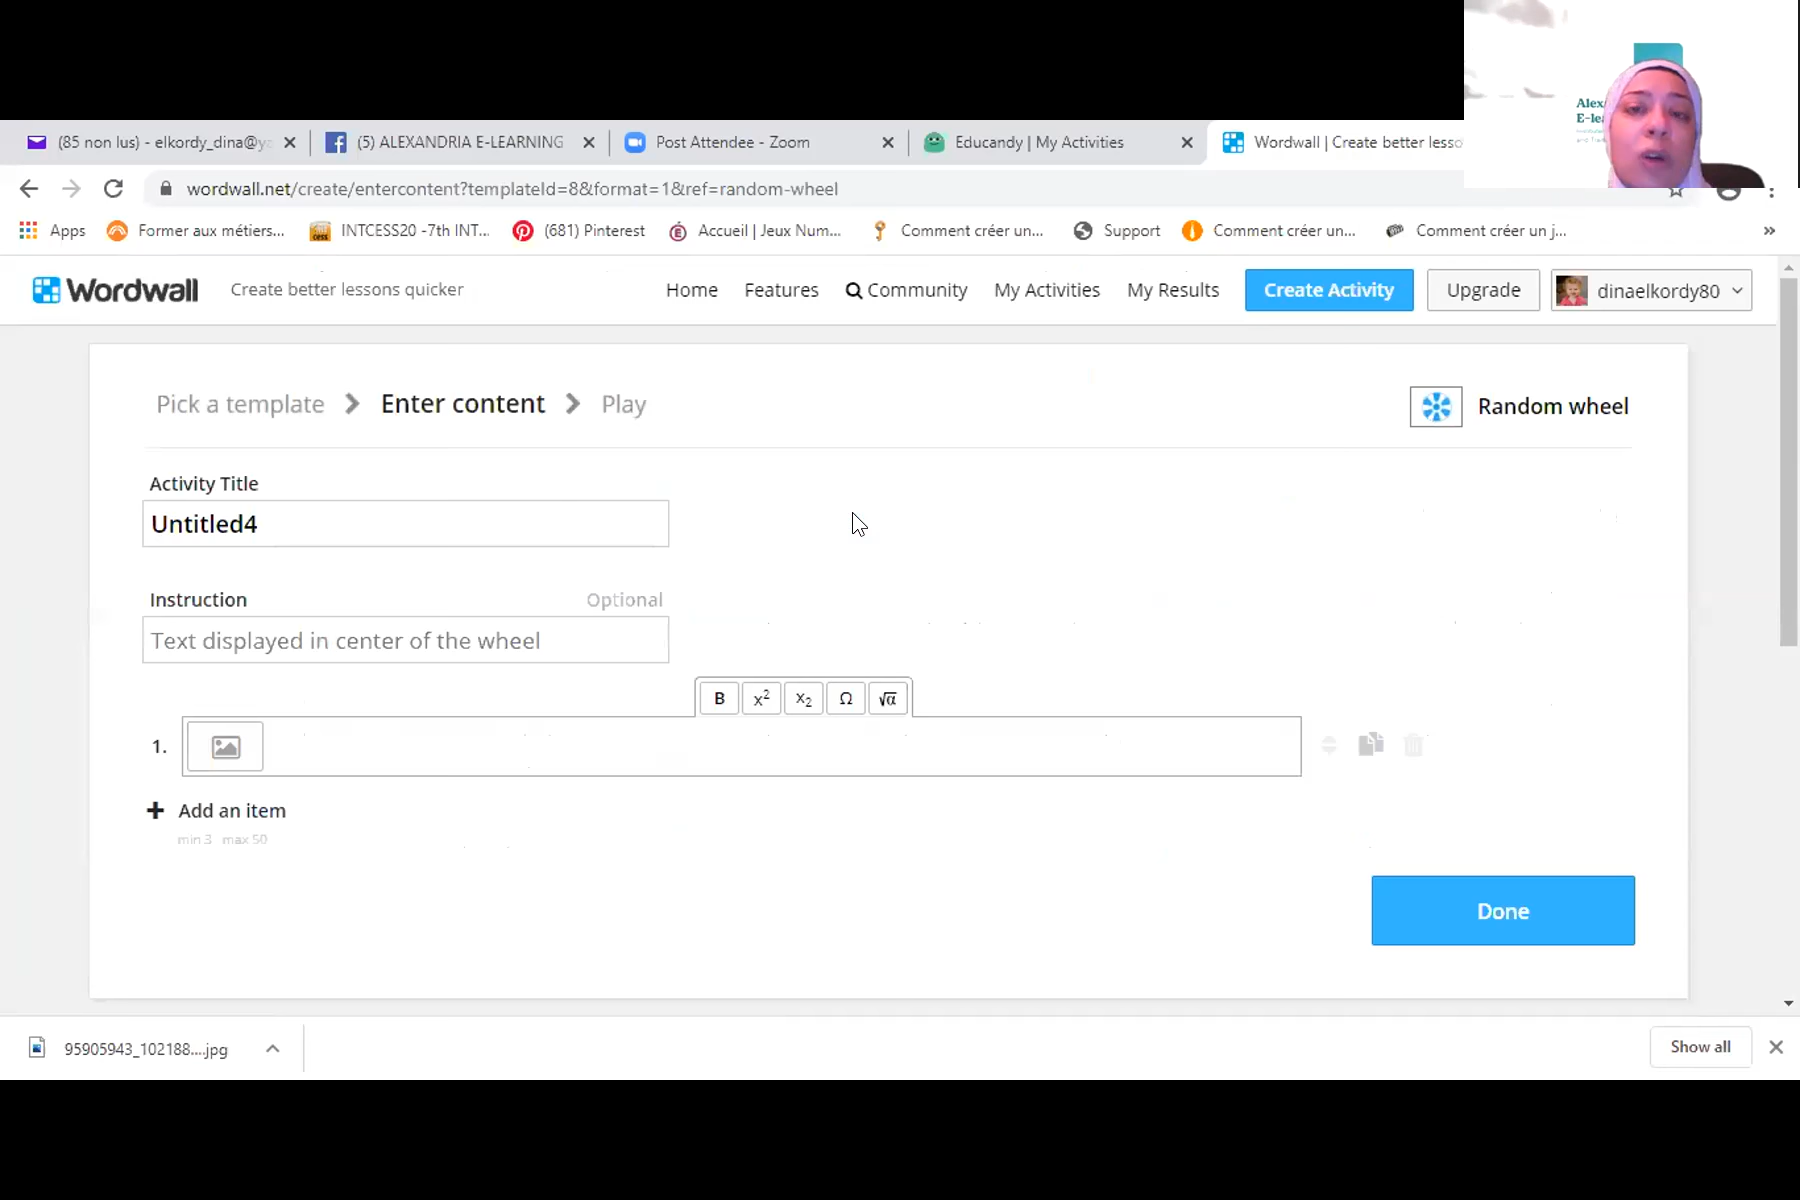 Alex
E-lea
(85 non lus) - elkordy_dina@y
(5) ALEXANDRIA E-LEARNING
Post Attendee - Zoom
Educandy | My Activities
Wordwall | Create better lesso
wordwall.net/create/entercontent?templateId=8&format=1&ref=random-wheel
Apps
Former aux métiers...
INTCESS20 -7th INT...
(681) Pinterest
Accueil | Jeux Num...
Comment créer un...
Support
Comment créer un...
Comment créer un j...
»
Wordwall
Create better lessons quicker
Home
Features
Community
My Activities
My Results
Create Activity
Upgrade
dinaelkordy80
Pick a template
Enter content
Play
Random wheel
Activity Title
Untitled4
Instruction
Optional
Text displayed in center of the wheel
B x² x₂ Ω √α
1.
Add an item
min 3 max 50
Done
95905943_102188....jpg
Show all